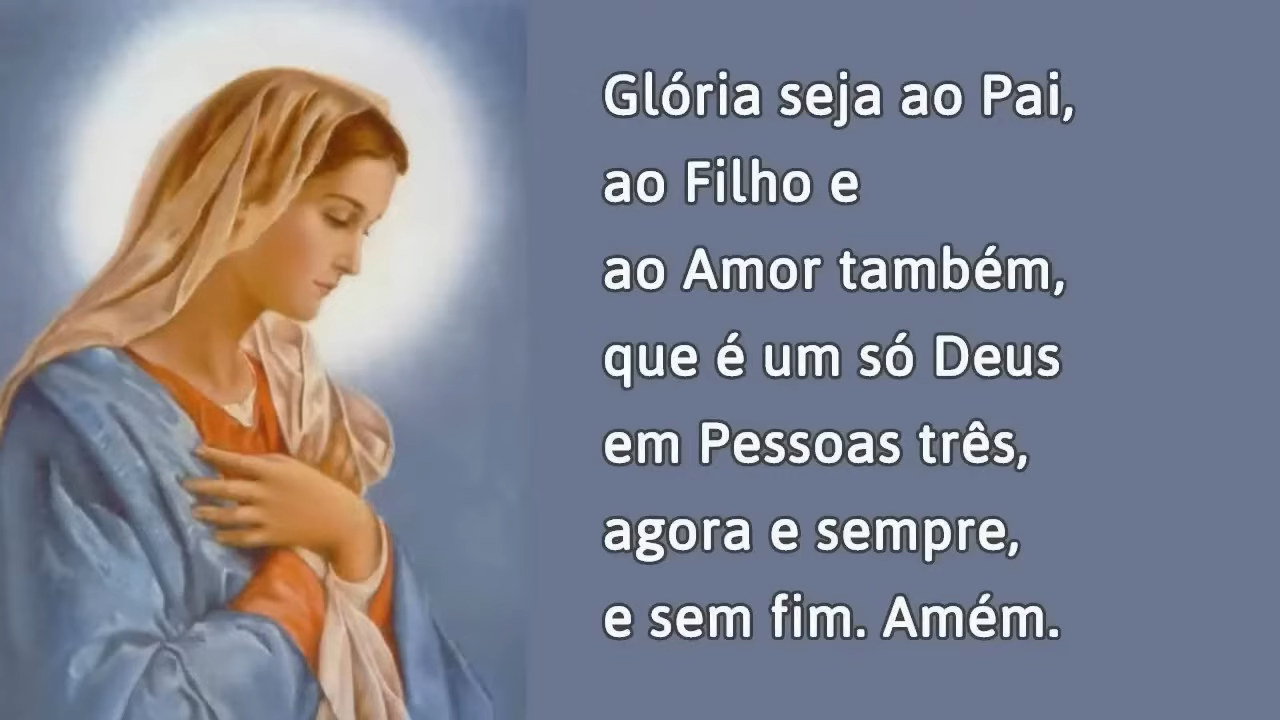 Glória seja ao Pai,
ao Filho e
ao Amor também,
que é um só Deus
em Pessoas três,
agora e sempre,
e sem fim. Amém.